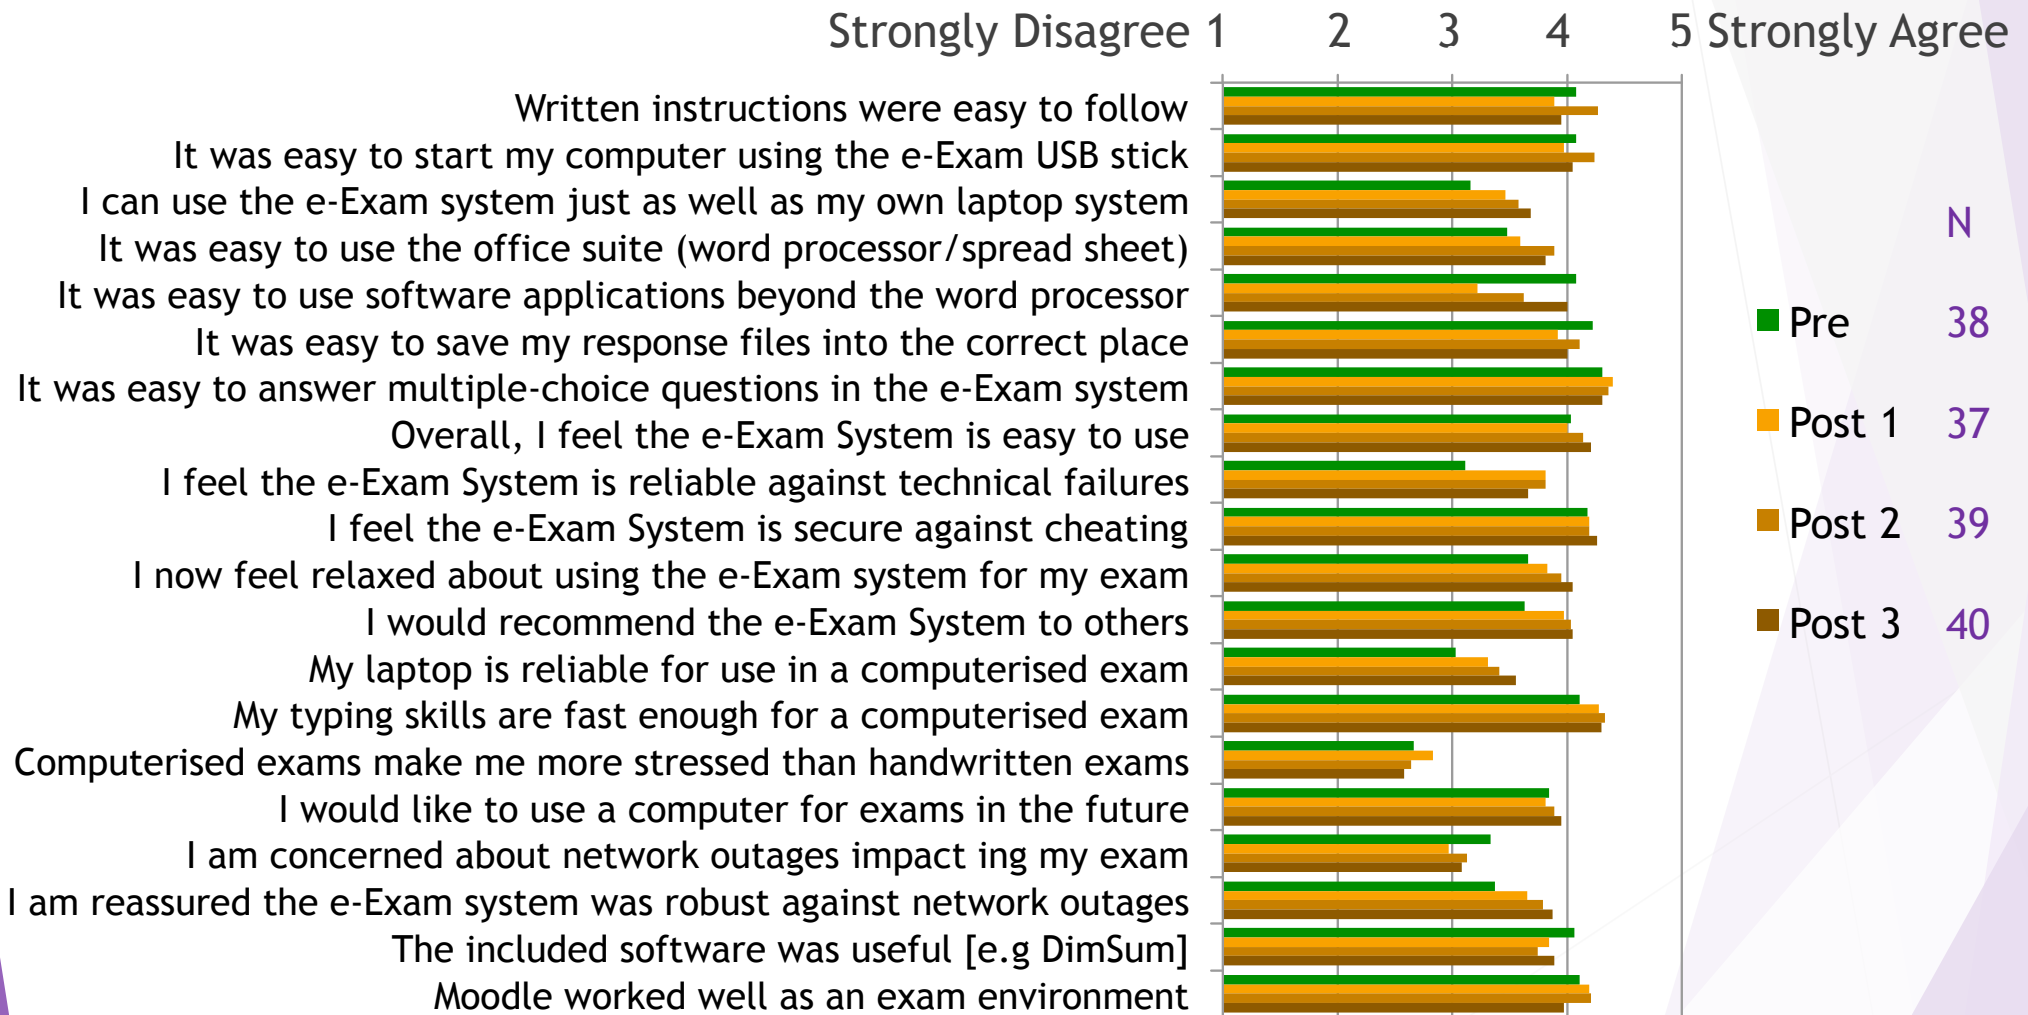 Strongly Disagree 1 2 3 4 5 Strongly Agree
Written instructions were easy to follow
It was easy to start my computer using the e-Exam USB stick
I can use the e-Exam system just as well as my own laptop system
It was easy to use the office suite (word processor/spread sheet)
It was easy to use software applications beyond the word processor
It was easy to save my response files into the correct place
It was easy to answer multiple-choice questions in the e-Exam system
Overall, I feel the e-Exam System is easy to use
I feel the e-Exam System is reliable against technical failures
I feel the e-Exam System is secure against cheating
I now feel relaxed about using the e-Exam system for my exam
I would recommend the e-Exam System to others
My laptop is reliable for use in a computerised exam
My typing skills are fast enough for a computerised exam
Computerised exams make me more stressed than handwritten exams
I would like to use a computer for exams in the future
I am concerned about network outages impact ing my exam
I am reassured the e-Exam system was robust against network outages
The included software was useful [e.g DimSum]
Moodle worked well as an exam environment
N
Pre 38
Post 1 37
Post 2 39
Post 3 40